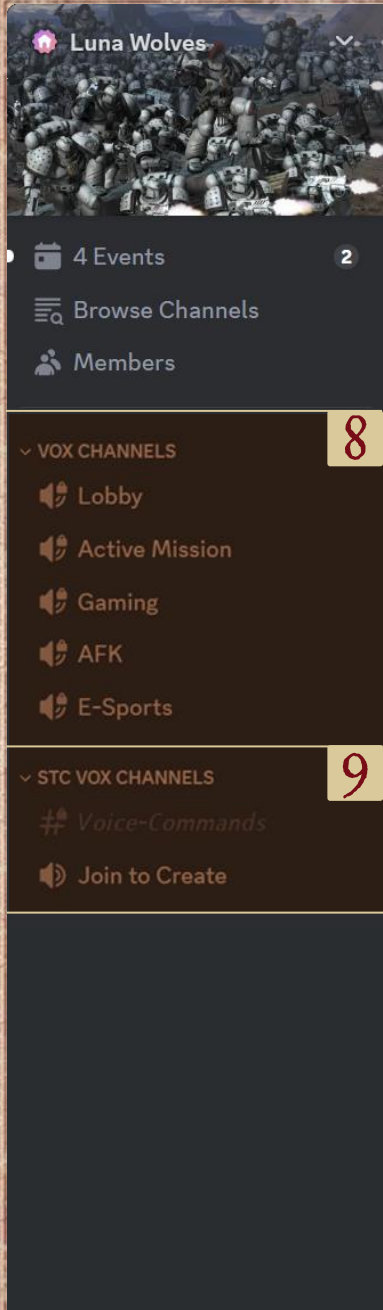 Luna Wolves
4 Events 2
Browse Channels
Members
8
VOX CHANNELS
Lobby
Active Mission
Gaming
AFK
E-Sports
9
STC VOX CHANNELS
Voice-Commands
Join to Create